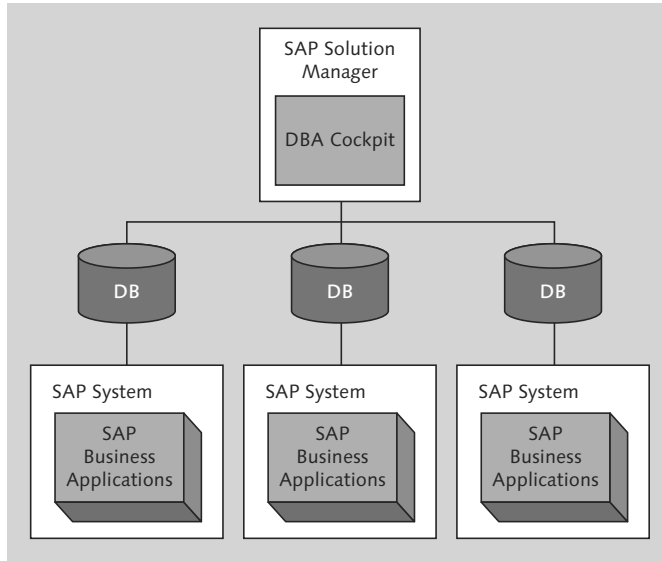 SAP Solution
Manager
DBA Cockpit
DB
DB
DB
SAP System
SAP
Business
Applications
SAP System
SAP
Business
Applications
SAP System
SAP
Business
Applications